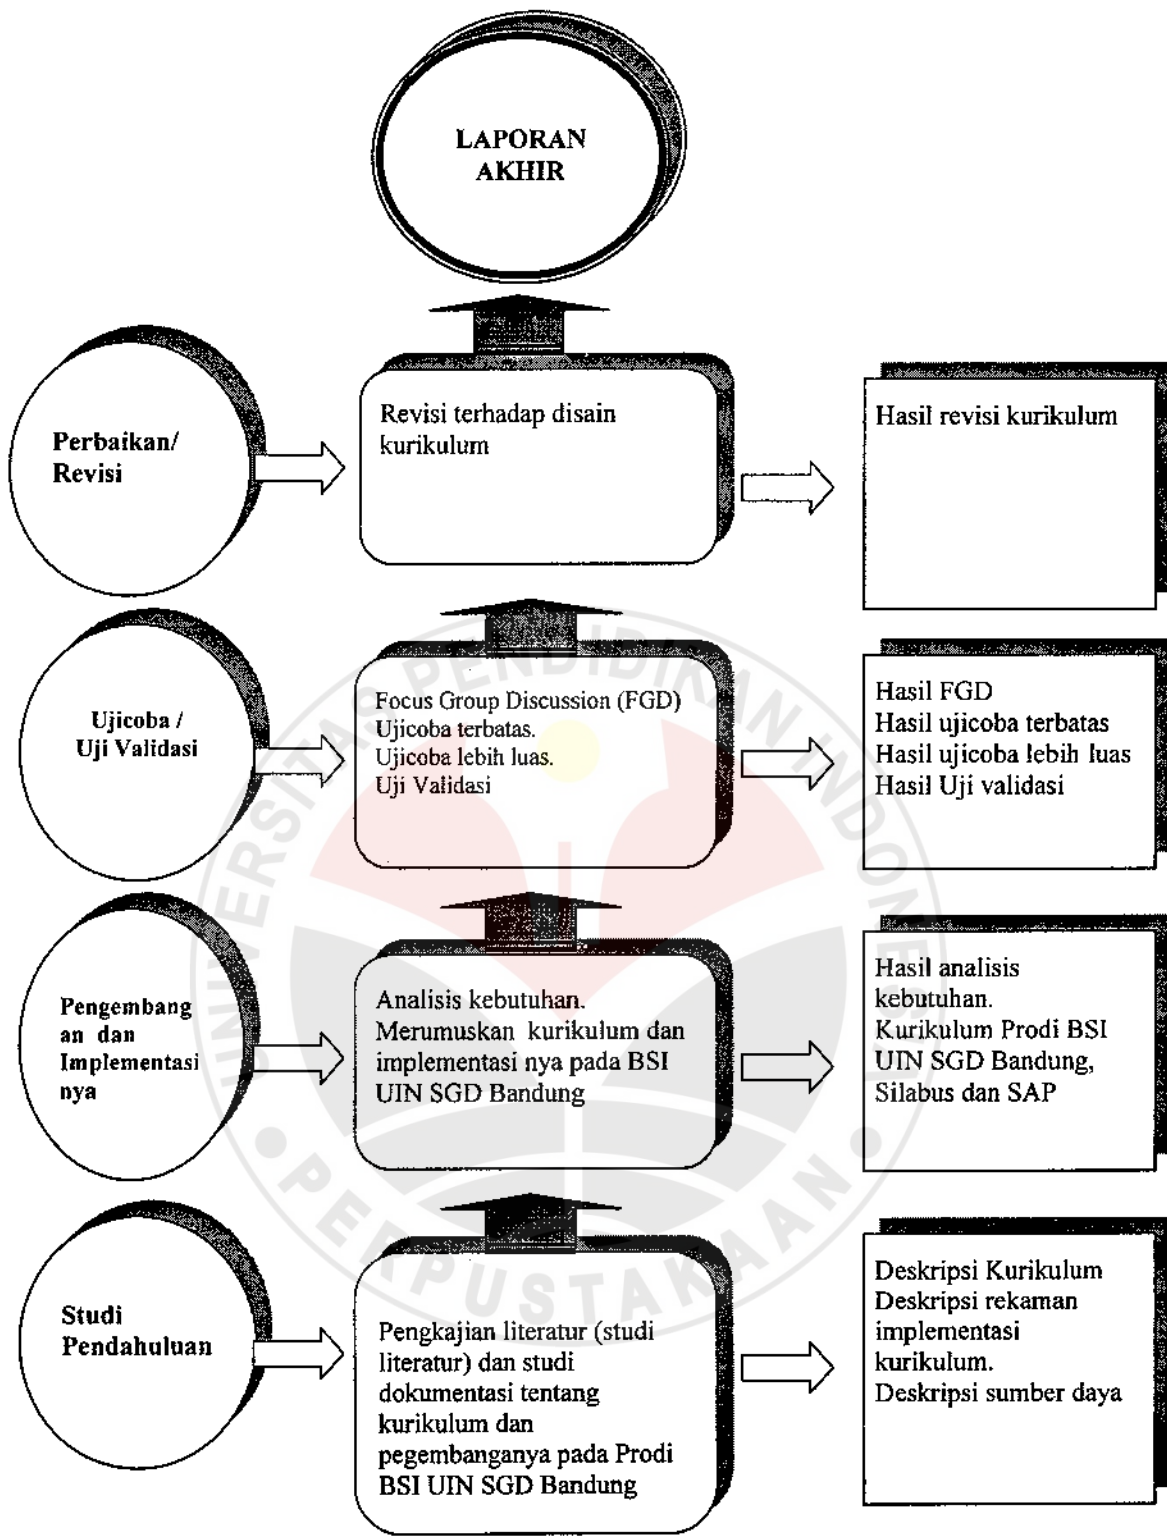 LAPORAN
AKHIR
Perbaikan/
Revisi
Revisi terhadap disain
kurikulum
Hasil revisi kurikulum
Ujicoba /
Uji Validasi
Focus Group Discussion (FGD)
Ujicoba terbatas.
Ujicoba lebih luas.
Uji Validasi
Hasil FGD
Hasil ujicoba terbatas
Hasil ujicoba lebih luas
Hasil Uji validasi
Pengembang
an dan
Implementasi
nya
Analisis kebutuhan.
Merumuskan kurikulum dan
implementasi nya pada BSI
UIN SGD Bandung
Hasil analisis
kebutuhan.
Kurikulum Prodi BSI
UIN SGD Bandung,
Silabus dan SAP
Studi
Pendahuluan
Pengkajian literatur (studi
literatur) dan studi
dokumentasi tentang
kurikulum dan
pegembanganya pada Prodi
BSI UIN SGD Bandung
Deskripsi Kurikulum
Deskripsi rekaman
implementasi
kurikulum.
Deskripsi sumber daya
UNIVERSITAS PENDIDIKAN INDONESIA
PERPUSTAKAAN